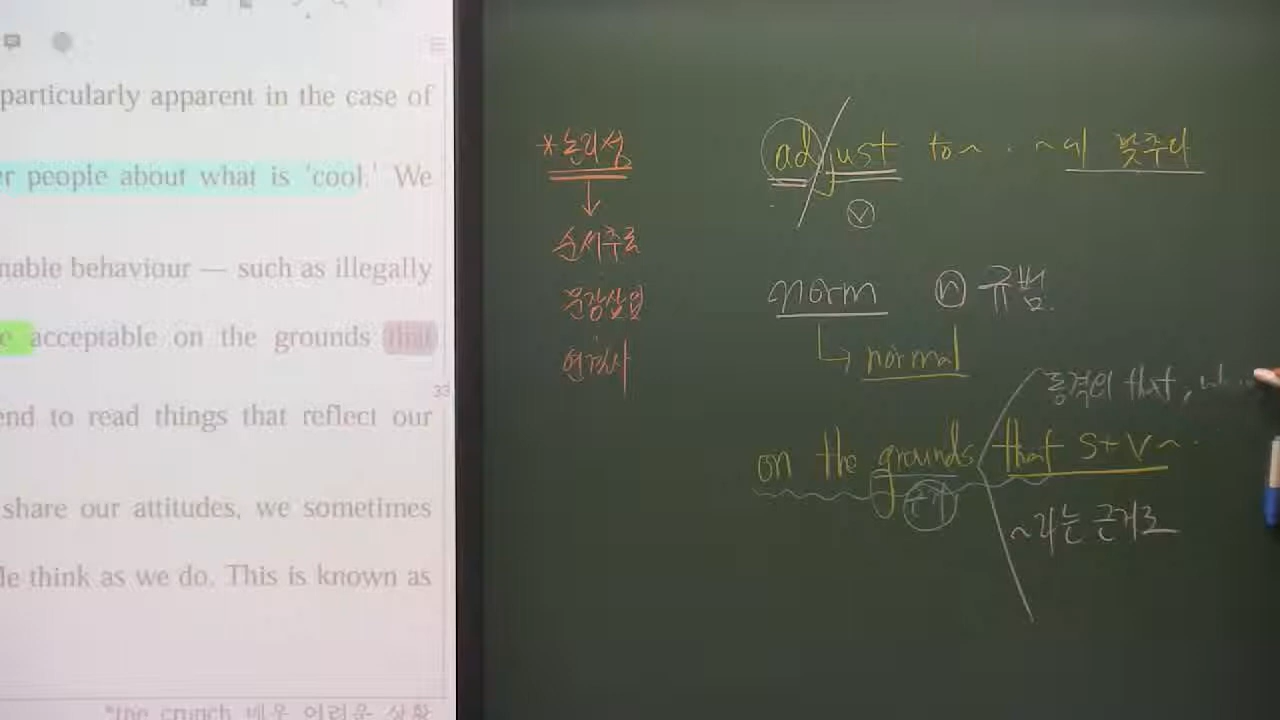 particularly apparent in the case of
er people about what is 'cool.' We
nable behaviour — such as illegally
e acceptable on the grounds that
33
end to read things that reflect our
share our attitudes, we sometimes
le think as we do. This is known as
*the crunch 매우 어려운 상황
*논리성
↓
순서추론
문장삽입
연결사
adjust to~ . ~에 맞추다
ⓥ
norm ⓝ 규범.
normal
동격의 that,
on the grounds that S+V~.
~라는 근거로